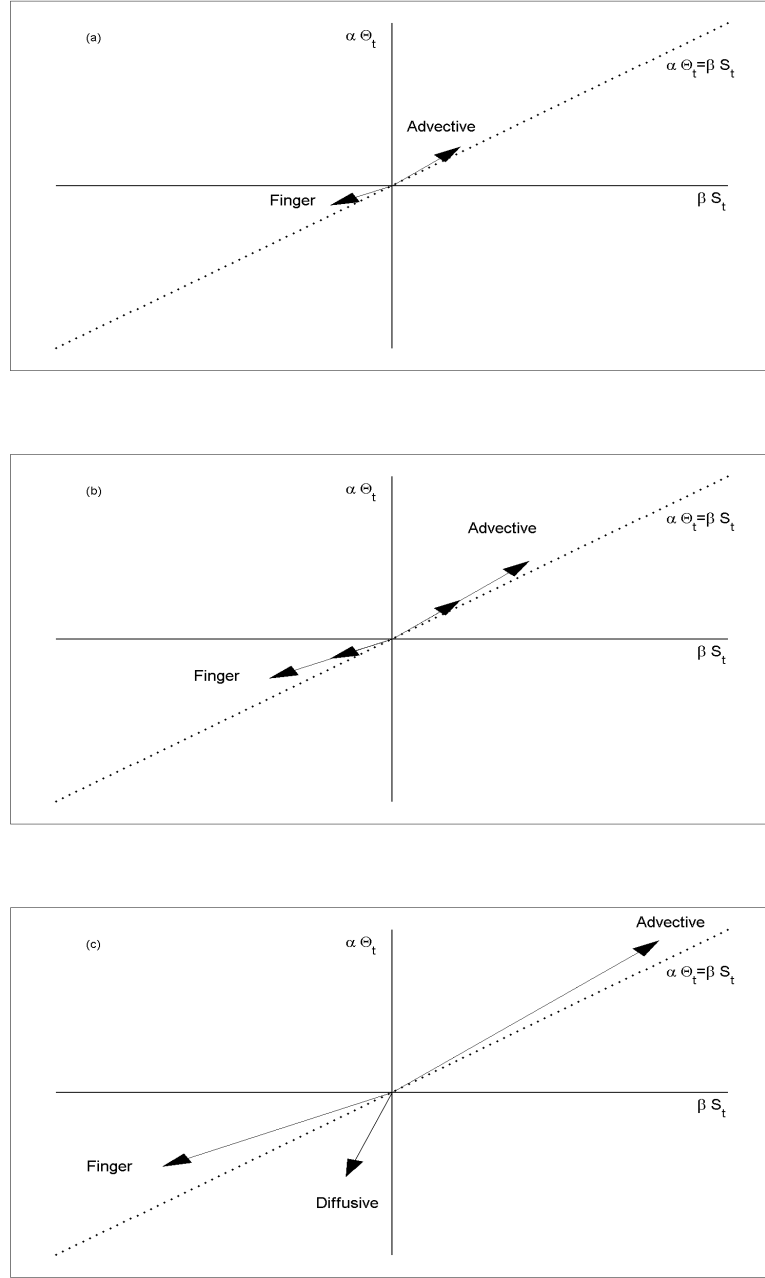 (a)
α Θt
α Θt=β St
Advective
Finger
β St
(b)
α Θt
α Θt=β St
Advective
Finger
β St
(c)
α Θt
Advective
α Θt=β St
β St
Finger
Diffusive